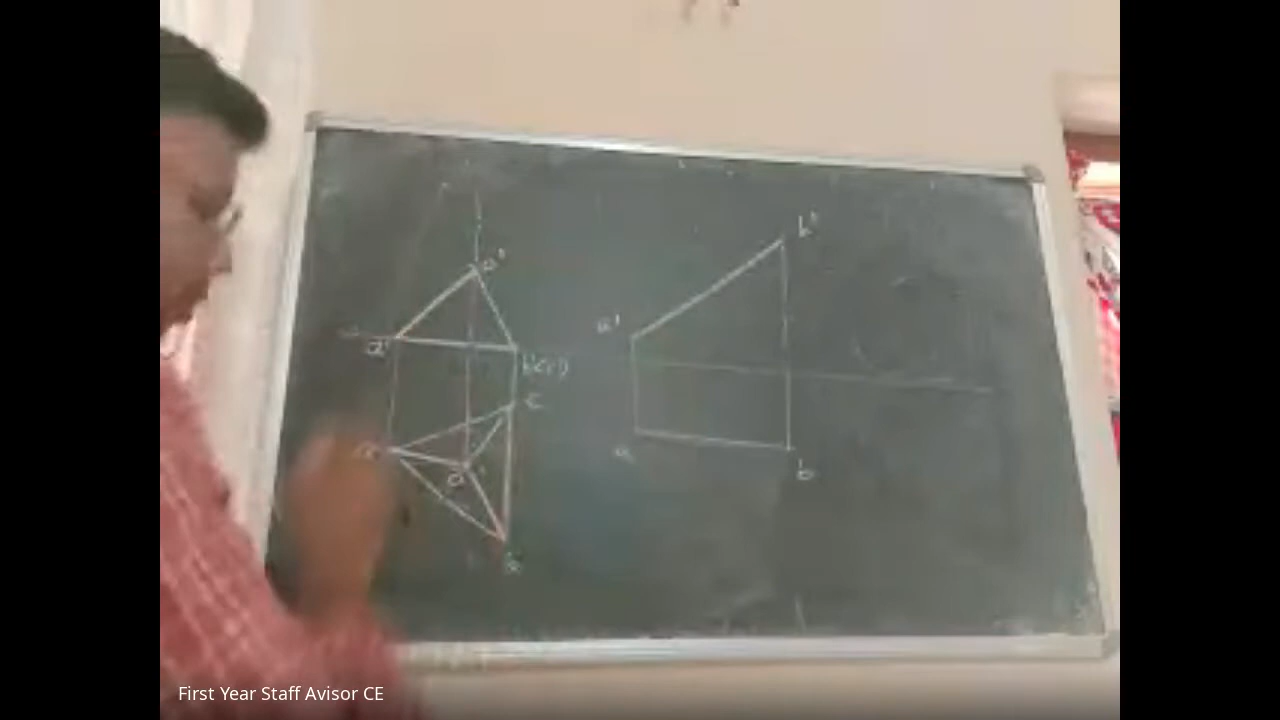 o'
a'
b'(c')
c
a
o
b
b'
a'
a
b
First Year Staff Avisor CE